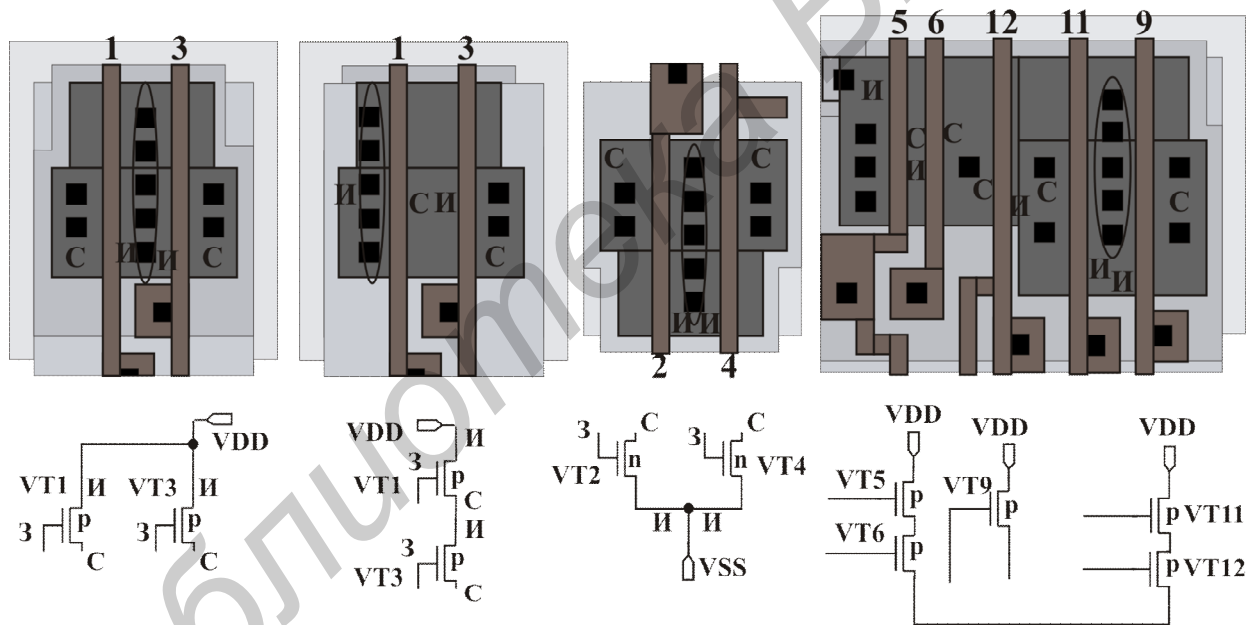 1 3
С И И С
1 3
И С И С
С С
И И
2 4
5 6 12 11 9
И С С
И С И С С
И И
VDD
VT1 И VT3 И
З p З p
С С
VDD И
З p
VT1 С
И
З p
VT3 С
З С З С
VT2 n n VT4
И И
VSS
VDD VDD VDD
VT5 p VT9 p p VT11
VT6 p p VT12
блиотека